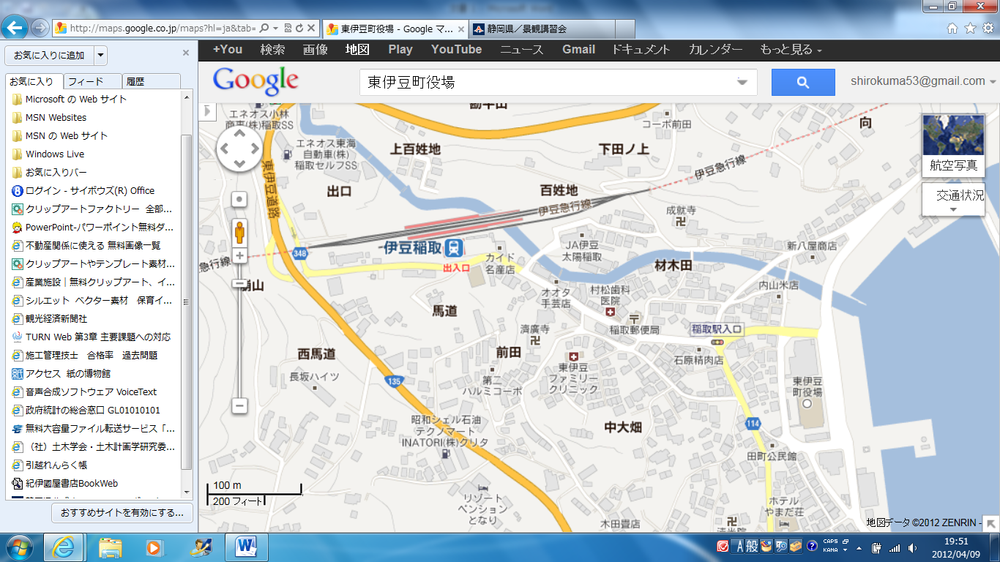 http://maps.google.co.jp/maps?hl=ja&tab=
東伊豆町役場 - Google マ...
静岡県／景観講習会
お気に入りに追加
お気に入り
フィード
履歴
Microsoft の Web サイト
MSN Websites
MSN の Web サイト
Windows Live
お気に入りバー
ログイン - サイボウズ(R) Office
クリップアートファクトリー 全部...
PowerPoint-パワーポイント無料ダ...
不動産関係に使える 無料画像一覧
クリップアートやテンプレート素材...
産業施設｜無料クリップアート、イ...
シルエット ベクター素材 保育イ...
観光経済新聞社
TURN Web 第3章 主要課題への対応
施工管理技士 合格率 過去問題
アクセス 紙の博物館
音声合成ソフトウェア VoiceText
政府統計の総合窓口 GL01010101
無料大容量ファイル転送サービス「...
（社）土木学会・土木計画学研究委...
引越れんらく帳
紀伊國屋書店BookWeb
おすすめサイトを有効にする...
+You 検索 画像 地図 Play YouTube ニュース Gmail ドキュメント カレンダー もっと見る
Google
東伊豆町役場
shirokuma53@gmail.com
航空写真
交通状況
エネオス小林
商事(株)稲取SS
エネオス東海
自動車(株)
稲取セルフSS
上百姓地
下田ノ上
コーポ前田
向
東伊豆道路
出口
百姓地
伊豆急行線
伊豆急行線
成就寺
伊豆稲取
出入口
348
急行線
カイド
名産店
JA伊豆
太陽稲取
材木田
新八屋商店
内山米店
オオタ
手芸店
村松歯科
医院
馬道
済廣寺
稲取郵便局
稲取駅入口
西馬道
前田
石原精肉店
長坂ハイツ
第二
ハルミコーポ
東伊豆
ファミリー
クリニック
東伊豆
町役場
135
114
昭和シェル石油
テクノマート
INATORI(株)クリタ
中大畑
田町公民館
リゾート
ペンション
となり
ホテル
やまだ荘
木田畳店
100 m
200 フィート
地図データ ©2012 ZENRIN -
A 般
CAPS
KANA
19:51
2012/04/09